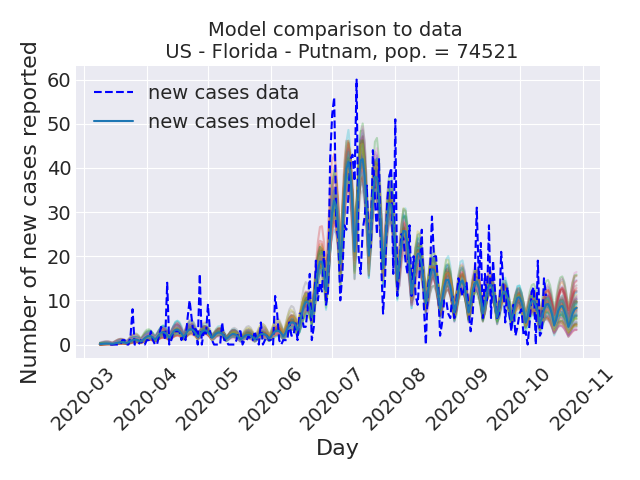 Model comparison to data
US - Florida - Putnam, pop. = 74521
Number of new cases reported
60
50
40
30
20
10
0
new cases data
new cases model
2020-03
2020-04
2020-05
2020-06
2020-07
2020-08
2020-09
2020-10
2020-11
Day